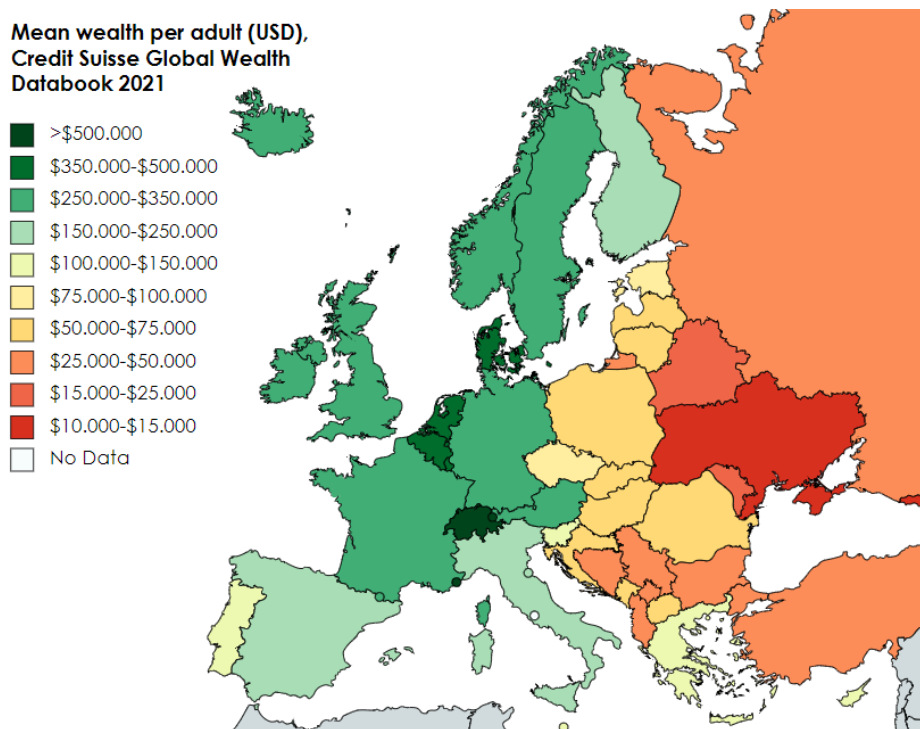 Mean wealth per adult (USD),
Credit Suisse Global Wealth
Databook 2021
>$500.000
$350.000-$500.000
$250.000-$350.000
$150.000-$250.000
$100.000-$150.000
$75.000-$100.000
$50.000-$75.000
$25.000-$50.000
$15.000-$25.000
$10.000-$15.000
No Data